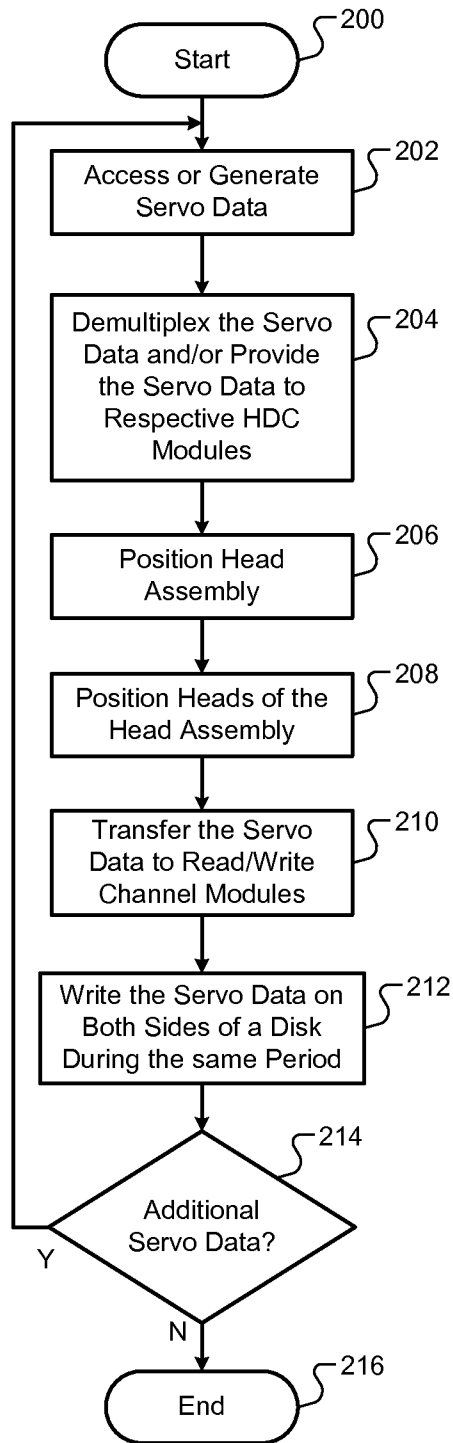 200
Start
202
Access or Generate
Servo Data
204
Demultiplex the Servo
Data and/or Provide
the Servo Data to
Respective HDC
Modules
206
Position Head
Assembly
208
Position Heads of the
Head Assembly
210
Transfer the Servo
Data to Read/Write
Channel Modules
212
Write the Servo Data on
Both Sides of a Disk
During the same Period
214
Additional
Servo Data?
Y
N
216
End